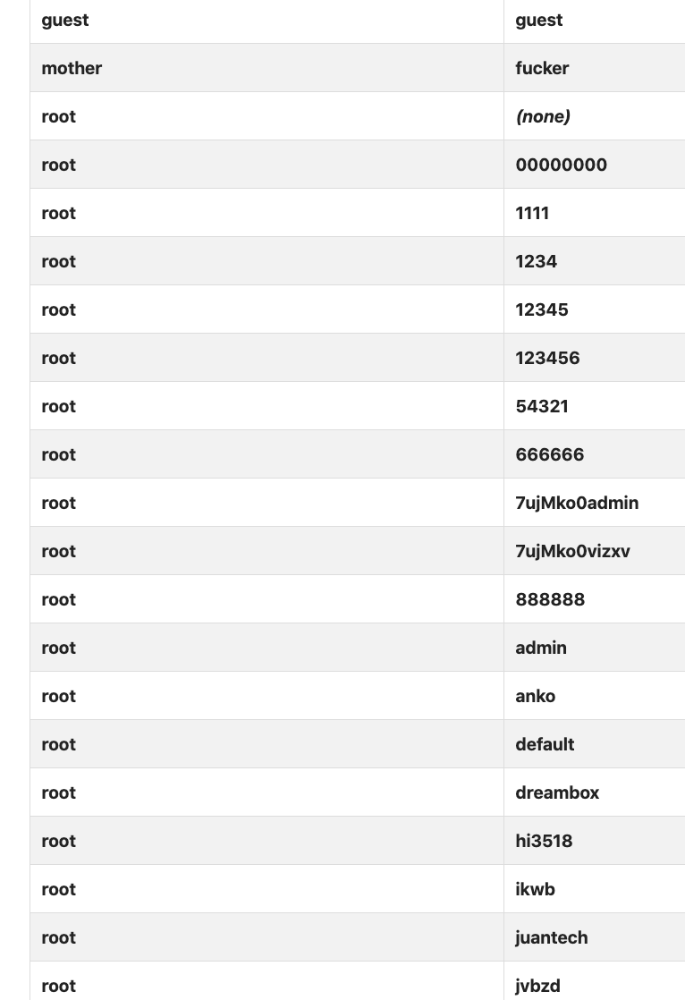 guest guest
mother fucker
root (none)
root 00000000
root 1111
root 1234
root 12345
root 123456
root 54321
root 666666
root 7ujMko0admin
root 7ujMko0vizxv
root 888888
root admin
root anko
root default
root dreambox
root hi3518
root ikwb
root juantech
root jvbzd